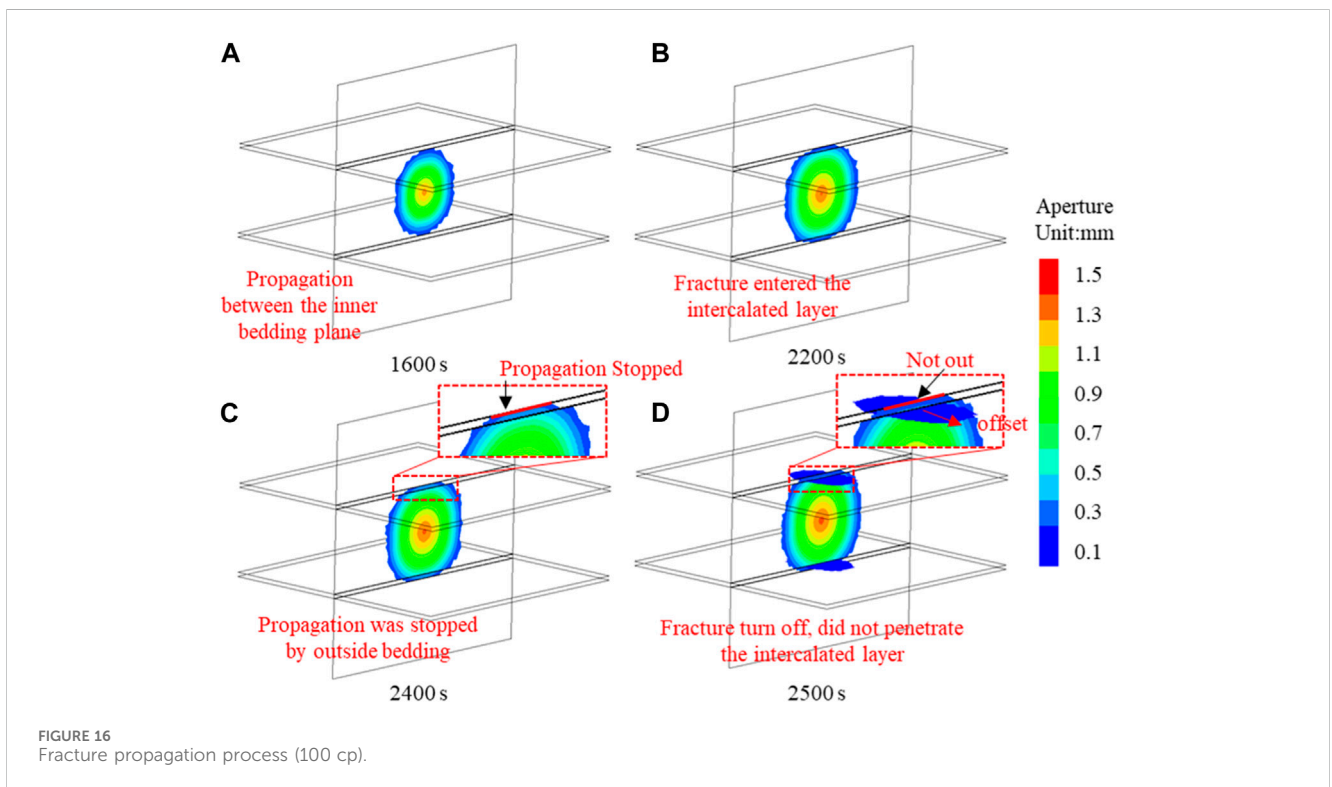 A
B
Propagation
between the inner
bedding plane
1600 s
Fracture entered the
intercalated layer
2200 s
Aperture
Unit:mm
1.5
1.3
1.1
0.9
0.7
0.5
0.3
0.1
C
Propagation Stopped
Propagation was stopped
by outside bedding
2400 s
D
Not out
offset
Fracture turn off, did not penetrate
the intercalated layer
2500 s
FIGURE 16
Fracture propagation process (100 cp).